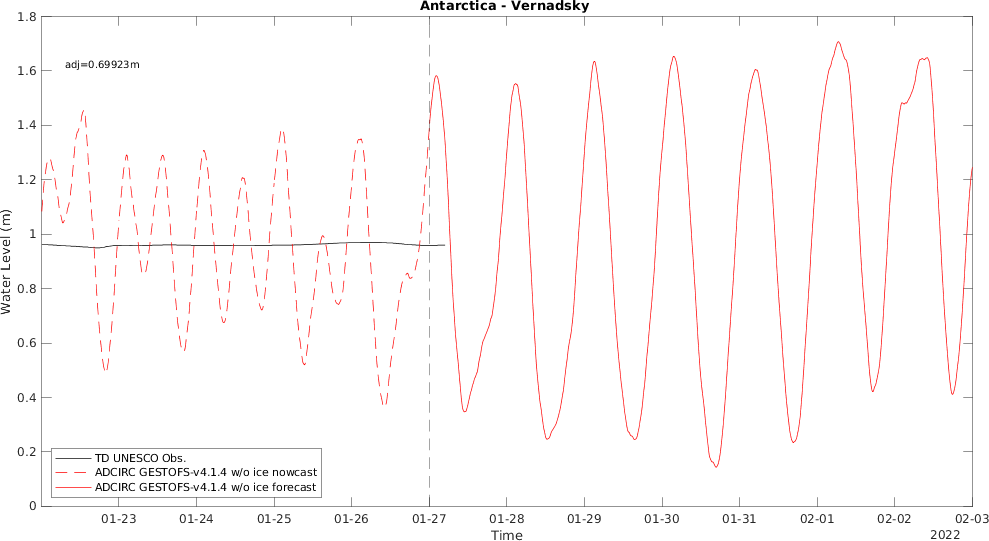 Antarctica - Vernadsky
1.8
adj=0.69923m
1.6
1.4
1.2
1
0.8
0.6
0.4
0.2
0
Water Level (m)
TD UNESCO Obs.
ADCIRC GESTOFS-v4.1.4 w/o ice nowcast
ADCIRC GESTOFS-v4.1.4 w/o ice forecast
01-23 01-24 01-25 01-26 01-27 01-28 01-29 01-30 01-31 02-01 02-02 02-03
Time
2022